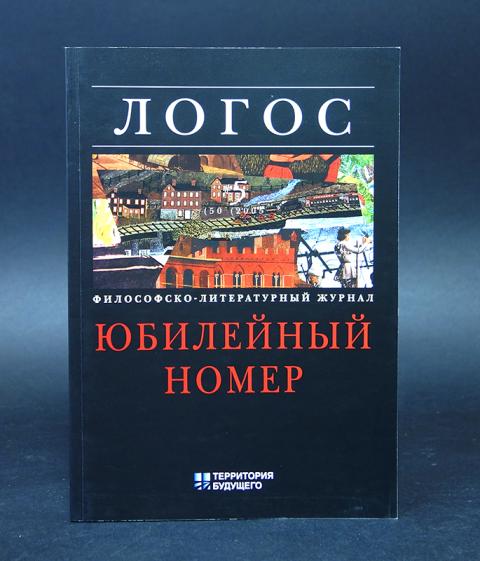 ЛОГОС
5
(50 (2005
ФИЛОСОФСКО-ЛИТЕРАТУРНЫЙ ЖУРНАЛ
ЮБИЛЕЙНЫЙ
НОМЕР
ТЕРРИТОРИЯ
БУДУЩЕГО